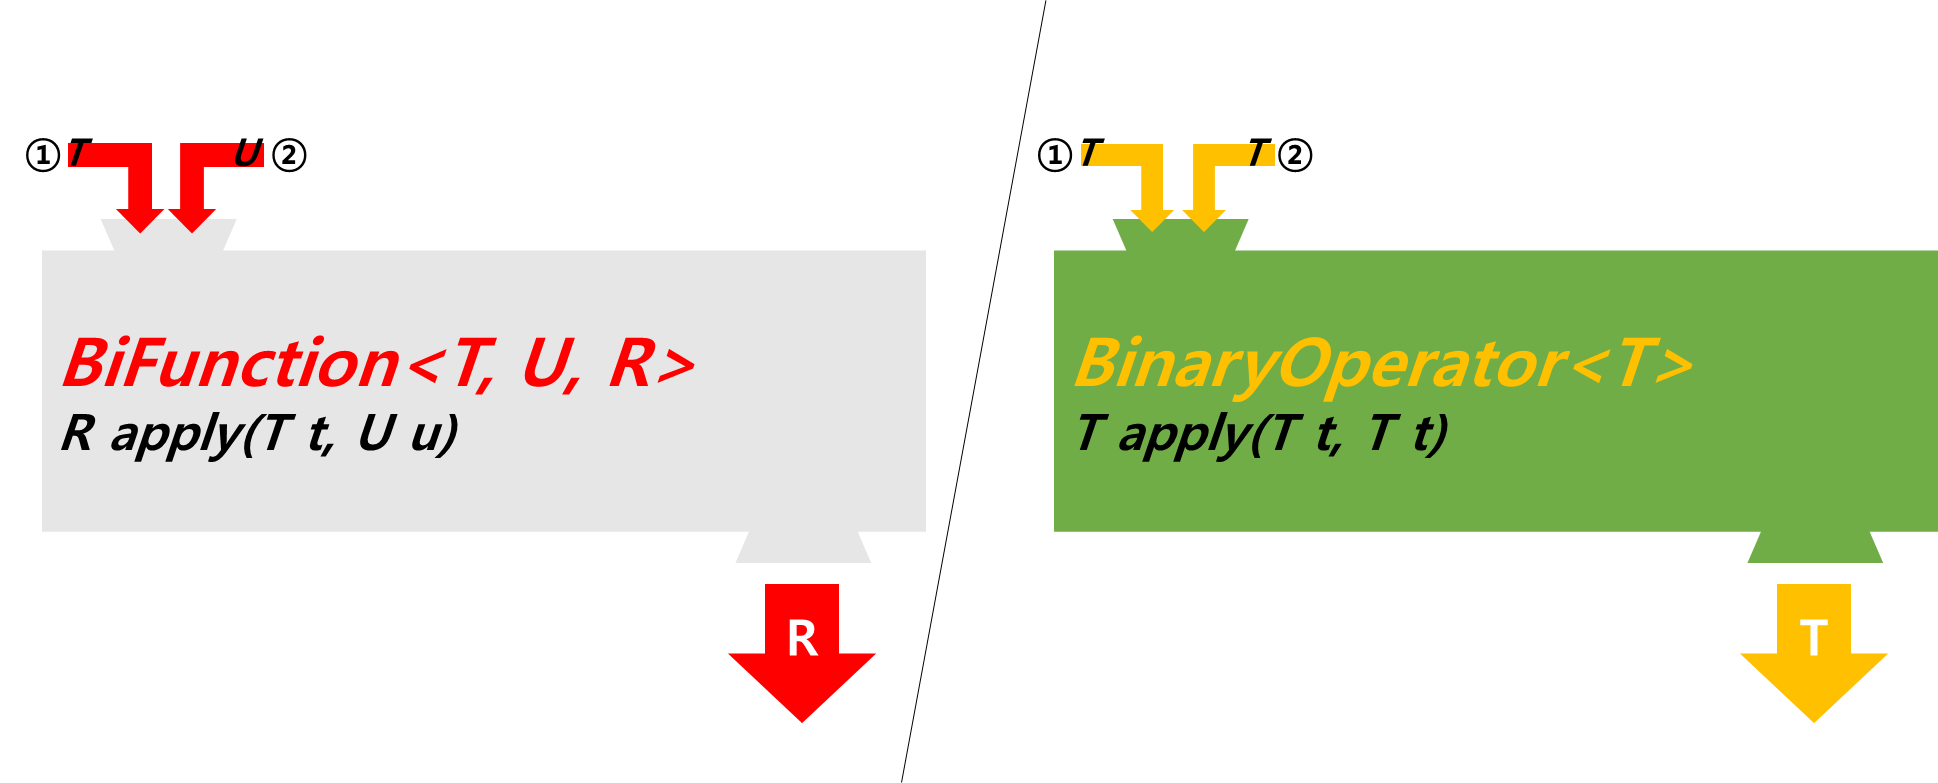 ① T U ②
BiFunction<T, U, R>
R apply(T t, U u)
R
① T T ②
BinaryOperator<T>
T apply(T t, T t)
T